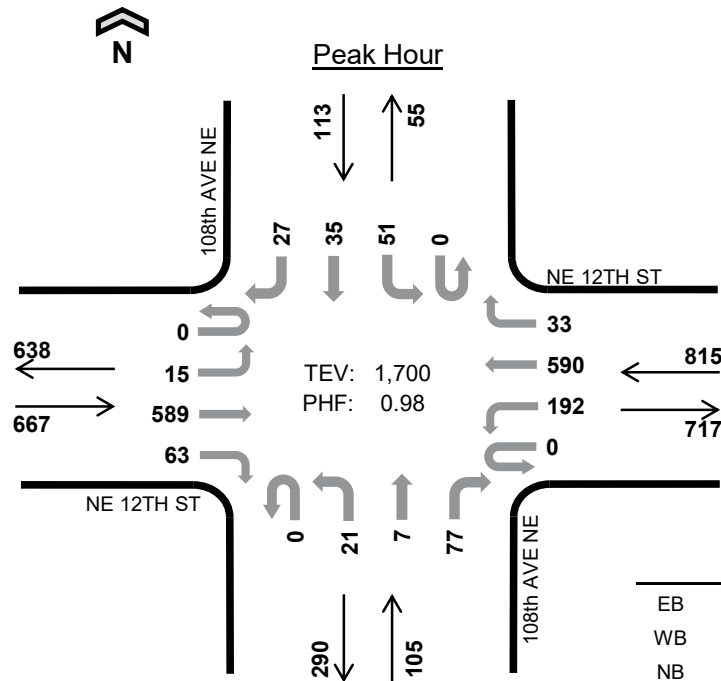 N
Peak Hour
113
55
108th AVE NE
27
35
51
0
NE 12TH ST
0
33
638
15
TEV: 1,700
590
815
667
589
PHF: 0.98
192
717
63
0
NE 12TH ST
0
21
7
77
108th AVE NE
290
105
EB
WB
NB